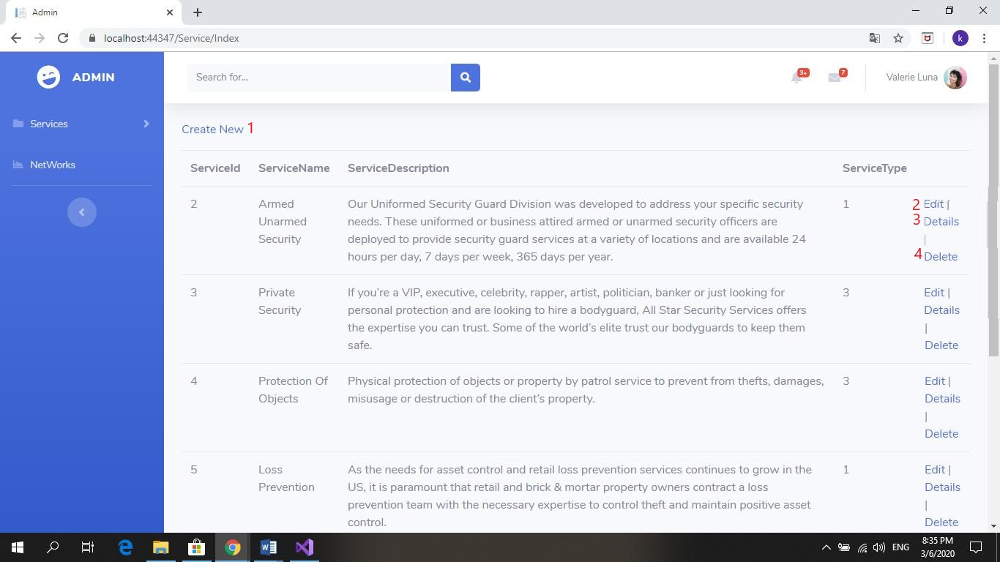 Admin
localhost:44347/Service/Index
k
ADMIN
Search for...
3+
7
Valerie Luna
Services
NetWorks
Create New 1
ServiceId ServiceName ServiceDescription ServiceType
2 Armed Our Uniformed Security Guard Division was developed to address your specific security 1 2 Edit |
Unarmed needs. These uniformed or business attired armed or unarmed security officers are 3 Details
Security deployed to provide security guard services at a variety of locations and are available 24 |
hours per day, 7 days per week, 365 days per year. 4 Delete
3 Private If you're a VIP, executive, celebrity, rapper, artist, politician, banker or just looking for 3 Edit |
Security personal protection and are looking to hire a bodyguard, All Star Security Services offers Details
the expertise you can trust. Some of the world's elite trust our bodyguards to keep them |
safe. Delete
4 Protection Of Physical protection of objects or property by patrol service to prevent from thefts, damages, 3 Edit |
Objects misusage or destruction of the client's property. Details
|
Delete
5 Loss As the needs for asset control and retail loss prevention services continues to grow in the 1 Edit |
Prevention US, it is paramount that retail and brick & mortar property owners contract a loss Details
prevention team with the necessary expertise to control theft and maintain positive asset |
control. Delete
ENG
8:35 PM
3/6/2020